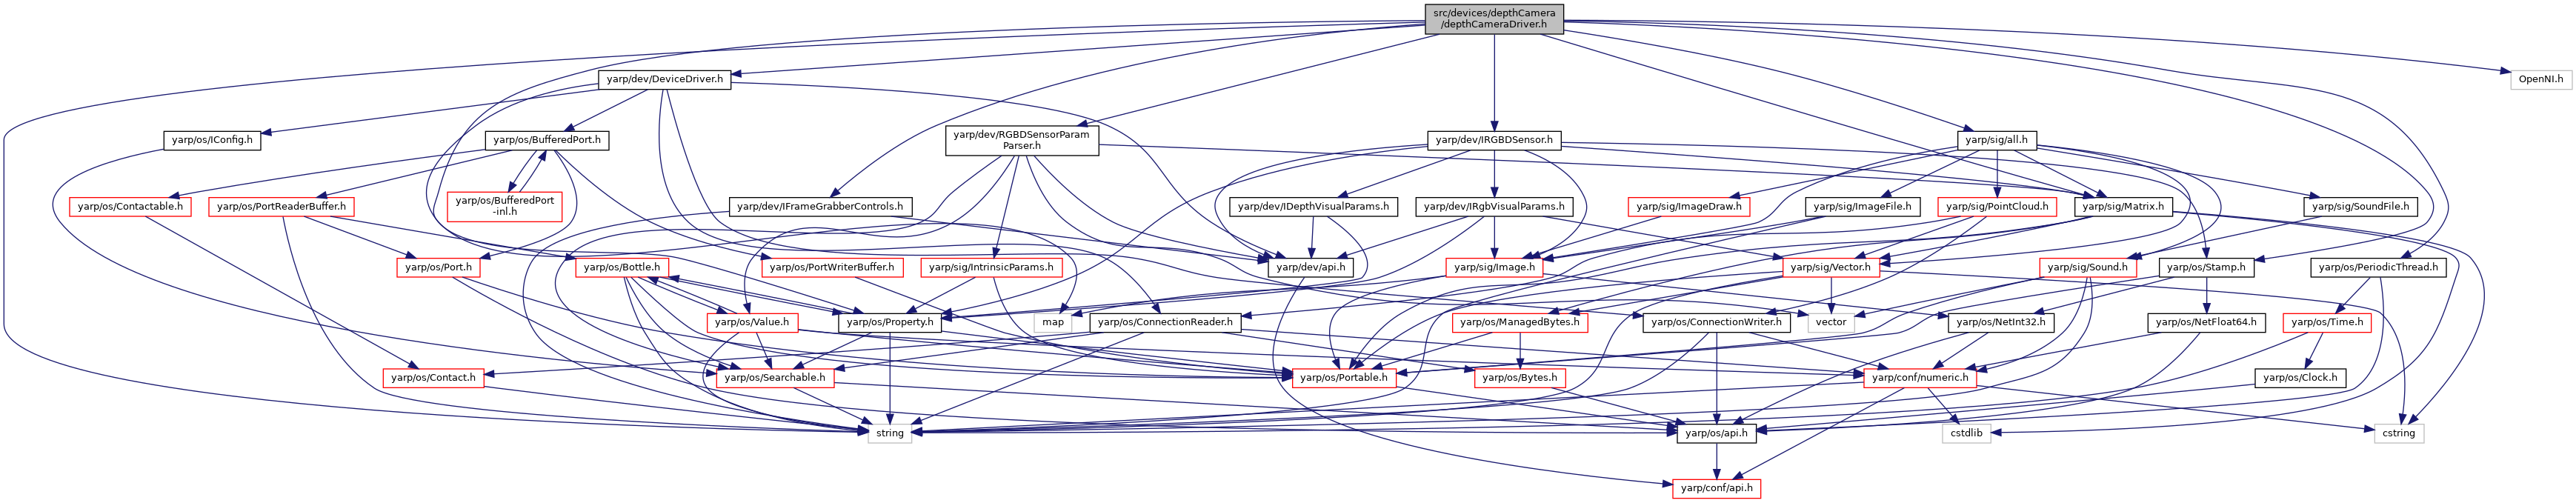 src/devices/depthCamera
/depthCameraDriver.h
yarp/dev/DeviceDriver.h
OpenNI.h
yarp/os/IConfig.h
yarp/os/BufferedPort.h
yarp/dev/RGBDSensorParam
Parser.h
yarp/dev/IRGBDSensor.h
yarp/sig/all.h
yarp/os/Contactable.h
yarp/os/PortReaderBuffer.h
yarp/os/BufferedPort
-inl.h
yarp/dev/IFrameGrabberControls.h
yarp/dev/IDepthVisualParams.h
yarp/dev/IRgbVisualParams.h
yarp/sig/ImageDraw.h
yarp/sig/ImageFile.h
yarp/sig/PointCloud.h
yarp/sig/Matrix.h
yarp/sig/SoundFile.h
yarp/os/Port.h
yarp/os/Bottle.h
yarp/os/PortWriterBuffer.h
yarp/sig/IntrinsicParams.h
yarp/dev/api.h
yarp/sig/Image.h
yarp/sig/Vector.h
yarp/sig/Sound.h
yarp/os/Stamp.h
yarp/os/PeriodicThread.h
yarp/os/Value.h
yarp/os/Property.h
map
yarp/os/ConnectionReader.h
yarp/os/ManagedBytes.h
vector
yarp/os/ConnectionWriter.h
yarp/os/NetInt32.h
yarp/os/NetFloat64.h
yarp/os/Time.h
yarp/os/Contact.h
yarp/os/Searchable.h
yarp/os/Portable.h
yarp/os/Bytes.h
yarp/conf/numeric.h
yarp/os/Clock.h
string
yarp/os/api.h
cstdlib
cstring
yarp/conf/api.h